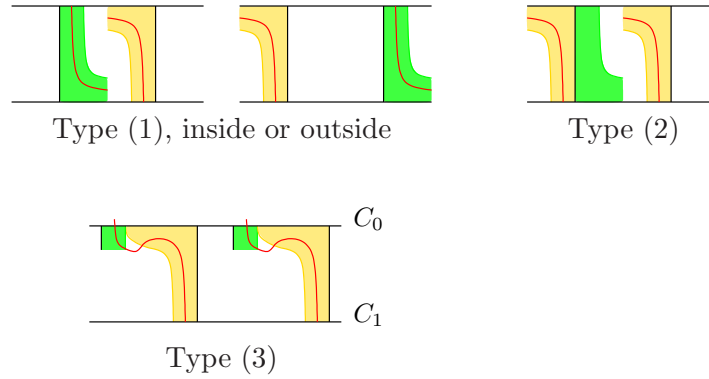 Type (1), inside or outside
Type (2)
C₀
C₁
Type (3)